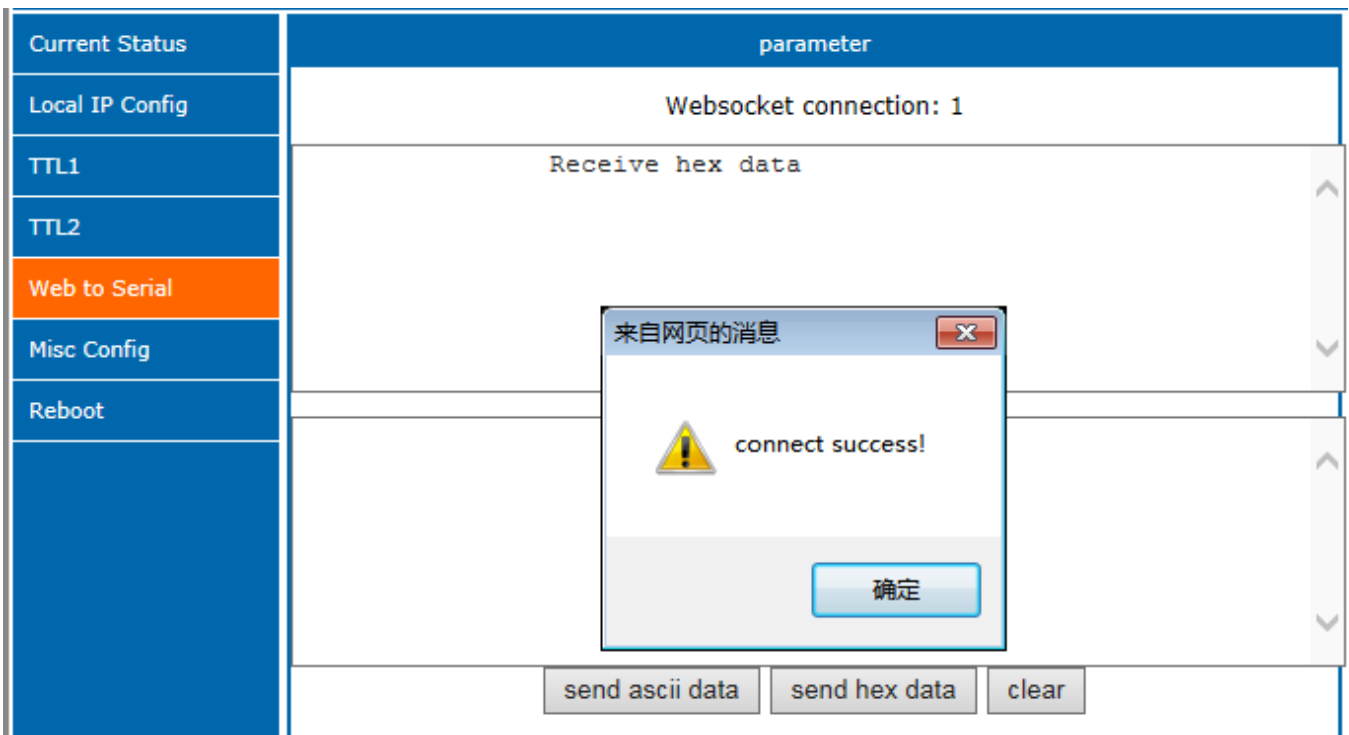 Current Status
Local IP Config
TTL1
TTL2
Web to Serial
Misc Config
Reboot
parameter
Websocket connection: 1
Receive hex data
来自网页的消息
connect success!
确定
send ascii data
send hex data
clear